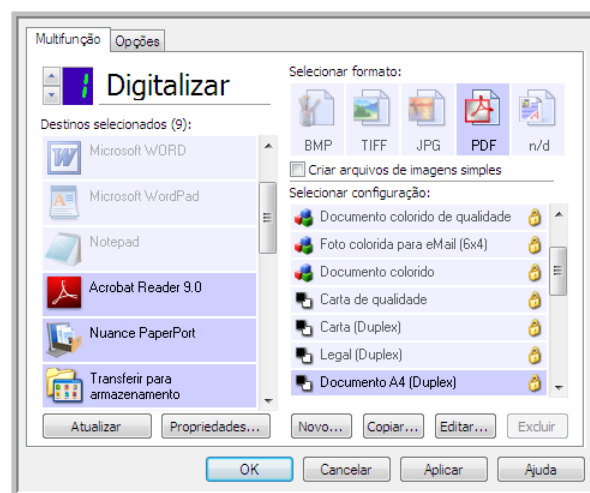 Multifunção
Opções
1 Digitalizar
Destinos selecionados (9):
Microsoft WORD
Microsoft WordPad
Notepad
Acrobat Reader 9.0
Nuance PaperPort
Transferir para
armazenamento
Atualizar
Propriedades...
Selecionar formato:
BMP
TIFF
JPG
PDF
n/d
Criar arquivos de imagens simples
Selecionar configuração:
Documento colorido de qualidade
Foto colorida para eMail (6x4)
Documento colorido
Carta de qualidade
Carta (Duplex)
Legal (Duplex)
Documento A4 (Duplex)
Novo...
Copiar...
Editar...
Excluir
OK
Cancelar
Aplicar
Ajuda